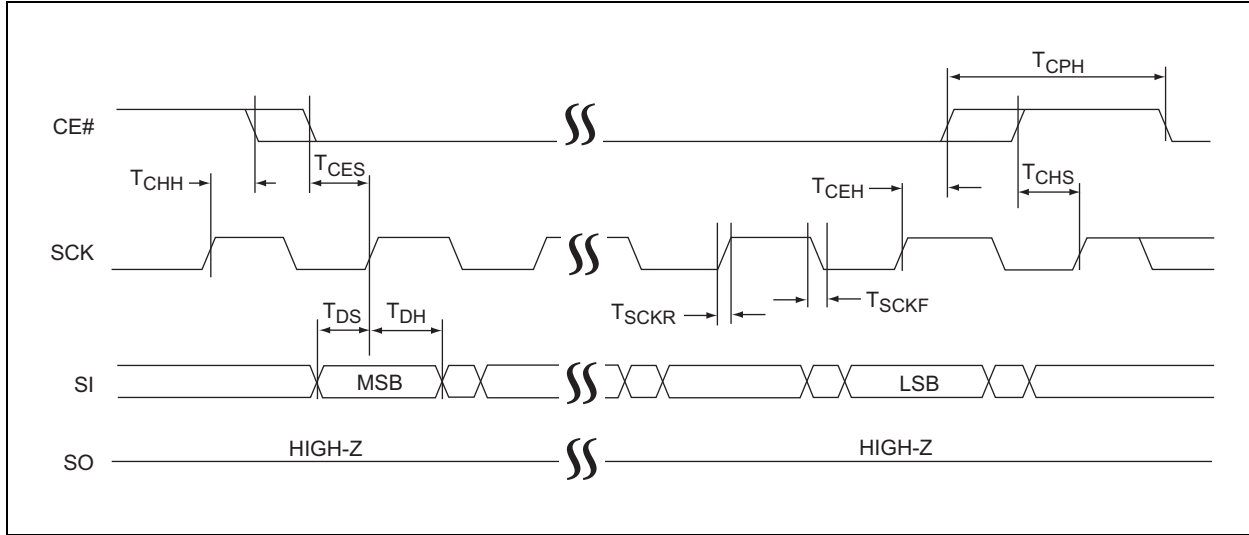 TCPH
CE#
TCES
TCHH
TCEH
TCHS
SCK
TDS
TDH
TSCKR
TSCKF
SI
MSB
LSB
HIGH-Z
HIGH-Z
SO